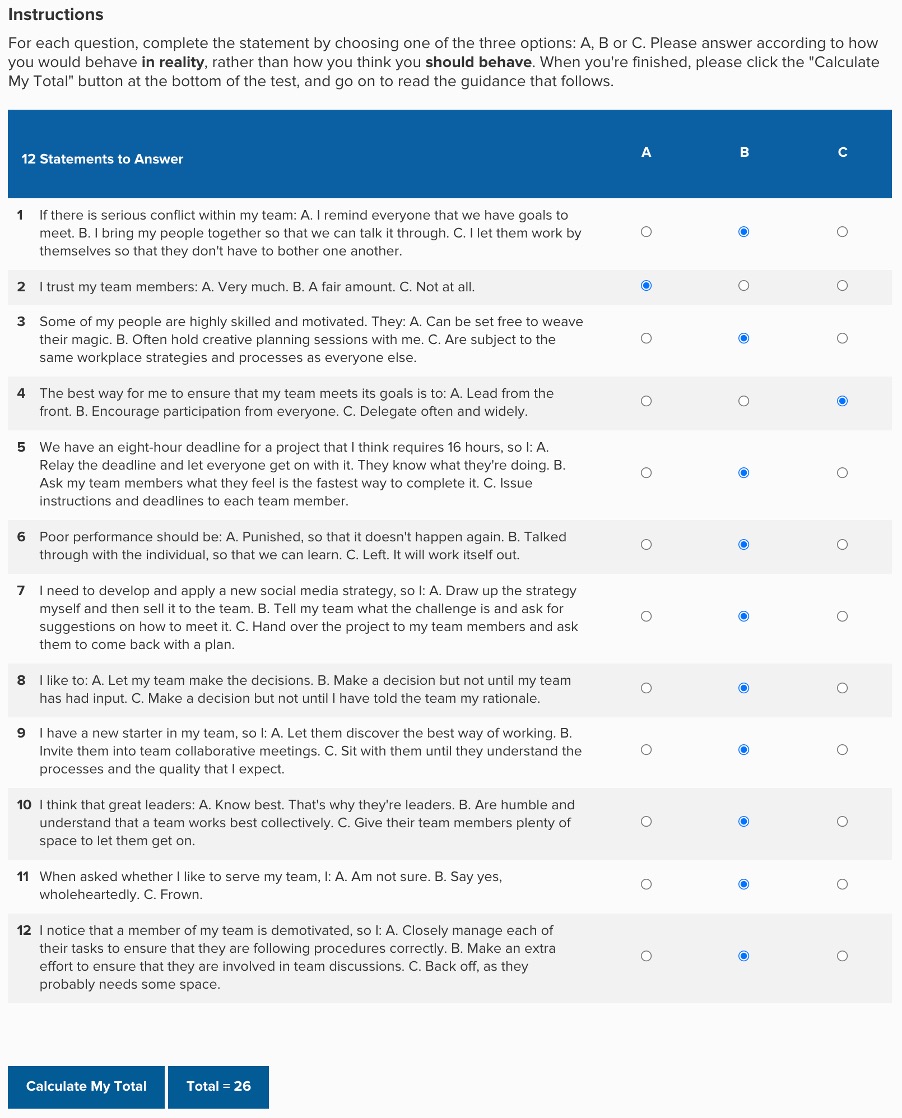 Instructions
For each question, complete the statement by choosing one of the three options: A, B or C. Please answer according to how
you would behave in reality, rather than how you think you should behave. When you're finished, please click the "Calculate
My Total" button at the bottom of the test, and go on to read the guidance that follows.
12 Statements to Answer A B C
1 If there is serious conflict within my team: A. I remind everyone that we have goals to
meet. B. I bring my people together so that we can talk it through. C. I let them work by
themselves so that they don't have to bother one another.
2 I trust my team members: A. Very much. B. A fair amount. C. Not at all.
3 Some of my people are highly skilled and motivated. They: A. Can be set free to weave
their magic. B. Often hold creative planning sessions with me. C. Are subject to the
same workplace strategies and processes as everyone else.
4 The best way for me to ensure that my team meets its goals is to: A. Lead from the
front. B. Encourage participation from everyone. C. Delegate often and widely.
5 We have an eight-hour deadline for a project that I think requires 16 hours, so I: A.
Relay the deadline and let everyone get on with it. They know what they're doing. B.
Ask my team members what they feel is the fastest way to complete it. C. Issue
instructions and deadlines to each team member.
6 Poor performance should be: A. Punished, so that it doesn't happen again. B. Talked
through with the individual, so that we can learn. C. Left. It will work itself out.
7 I need to develop and apply a new social media strategy, so I: A. Draw up the strategy
myself and then sell it to the team. B. Tell my team what the challenge is and ask for
suggestions on how to meet it. C. Hand over the project to my team members and ask
them to come back with a plan.
8 I like to: A. Let my team make the decisions. B. Make a decision but not until my team
has had input. C. Make a decision but not until I have told the team my rationale.
9 I have a new starter in my team, so I: A. Let them discover the best way of working. B.
Invite them into team collaborative meetings. C. Sit with them until they understand the
processes and the quality that I expect.
10 I think that great leaders: A. Know best. That's why they're leaders. B. Are humble and
understand that a team works best collectively. C. Give their team members plenty of
space to let them get on.
11 When asked whether I like to serve my team, I: A. Am not sure. B. Say yes,
wholeheartedly. C. Frown.
12 I notice that a member of my team is demotivated, so I: A. Closely manage each of
their tasks to ensure that they are following procedures correctly. B. Make an extra
effort to ensure that they are involved in team discussions. C. Back off, as they
probably needs some space.
Calculate My Total Total = 26